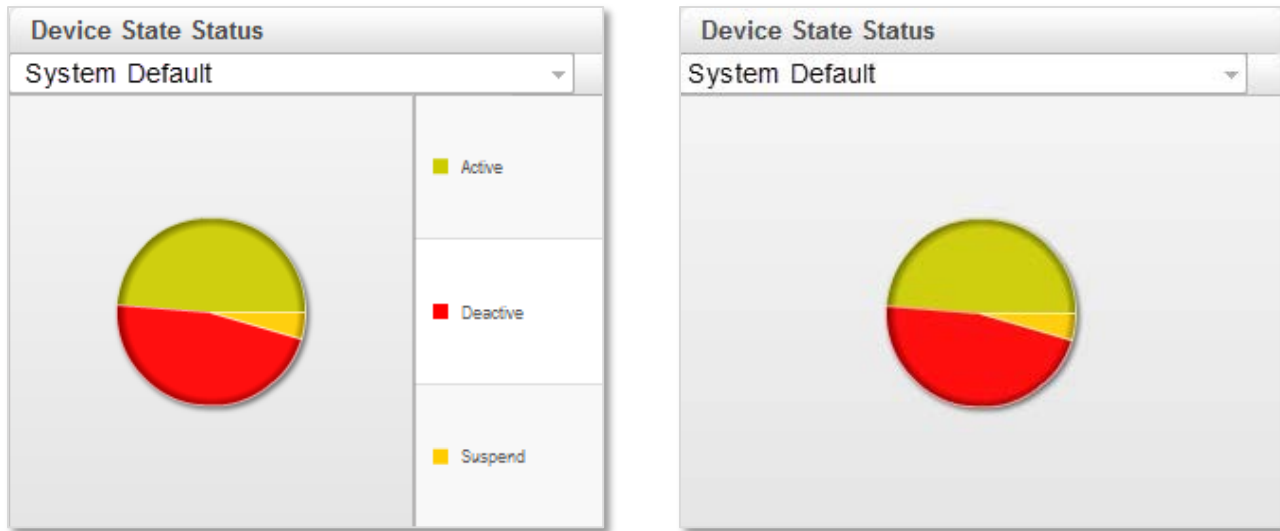 Device State Status
System Default
Active
Deactive
Suspend
Device State Status
System Default